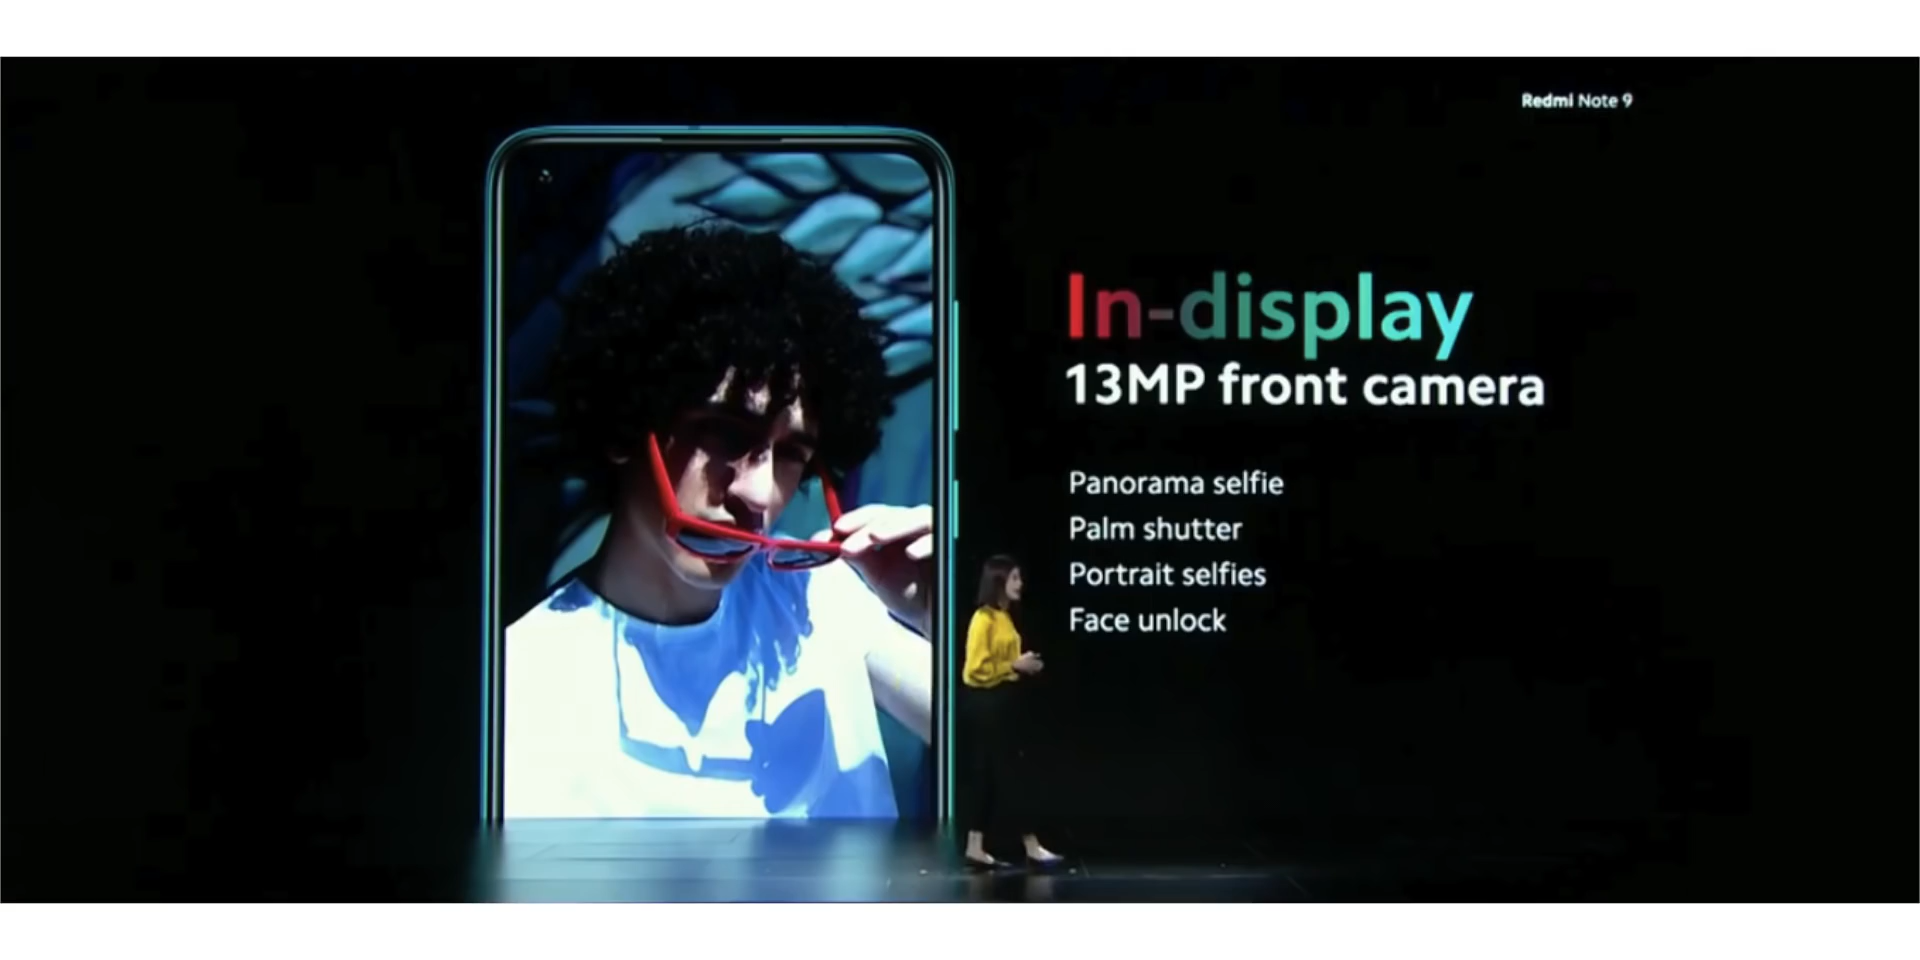 Redmi Note 9
In-display
13MP front camera
Panorama selfie
Palm shutter
Portrait selfies
Face unlock